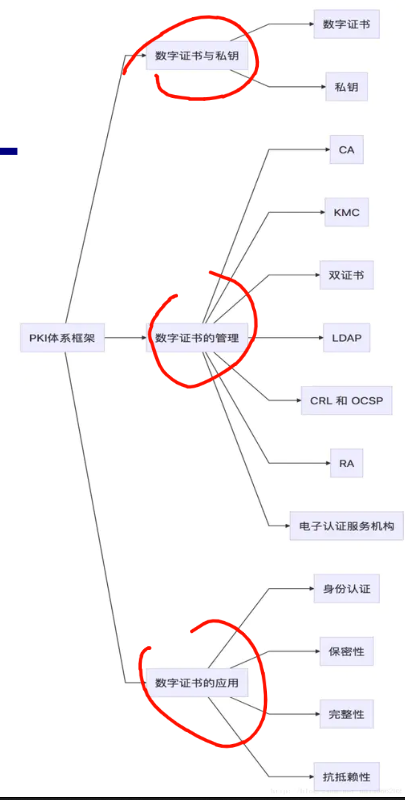 数字证书
数字证书与私钥
私钥
CA
KMC
双证书
PKI体系框架
数字证书的管理
LDAP
CRL 和 OCSP
RA
电子认证服务机构
身份认证
保密性
数字证书的应用
完整性
抗抵赖性